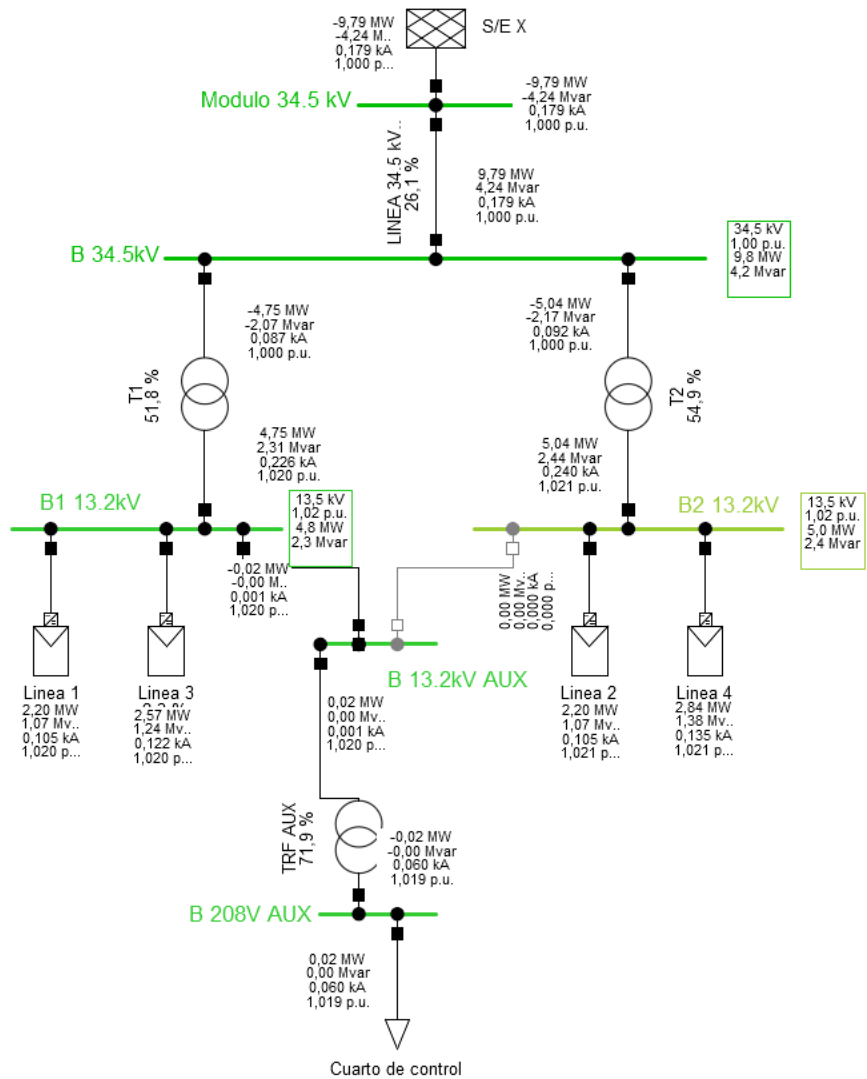 -9,79 MW
-4,24 M..
0,179 kA
1,000 p...
S/E X
Modulo 34.5 kV
-9,79 MW
-4,24 Mvar
0,179 kA
1,000 p.u.
LINEA 34.5 kV..
26,1 %
9,79 MW
4,24 Mvar
0,179 kA
1,000 p.u.
B 34.5kV
34,5 kV
1,00 p.u.
9,8 MW
4,2 Mvar
-4,75 MW
-2,07 Mvar
0,087 kA
1,000 p.u.
-5,04 MW
-2,17 Mvar
0,092 kA
1,000 p.u.
T1
51,8 %
T2
54,9 %
4,75 MW
2,31 Mvar
0,226 kA
1,020 p.u.
5,04 MW
2,44 Mvar
0,240 kA
1,021 p.u.
B1 13.2kV
13,5 kV
1,02 p.u.
4,8 MW
2,3 Mvar
B2 13.2kV
13,5 kV
1,02 p.u.
5,0 MW
2,4 Mvar
-0,02 MW
-0,00 M..
0,001 kA
1,020 p...
0,00 MW
0,00 Mv..
0,000 kA
0,000 p...
B 13.2kV AUX
Linea 1
2,20 MW
1,07 Mv..
0,105 kA
1,020 p...
Linea 3
2,57 MW
1,24 Mv..
0,122 kA
1,020 p...
Linea 2
2,20 MW
1,07 Mv..
0,105 kA
1,021 p...
Linea 4
2,84 MW
1,38 Mv..
0,135 kA
1,021 p...
0,02 MW
0,00 Mv..
0,001 kA
1,020 p...
TRF AUX
71,9 %
-0,02 MW
-0,00 Mvar
0,060 kA
1,019 p.u.
B 208V AUX
0,02 MW
0,00 Mvar
0,060 kA
1,019 p.u.
Cuarto de control